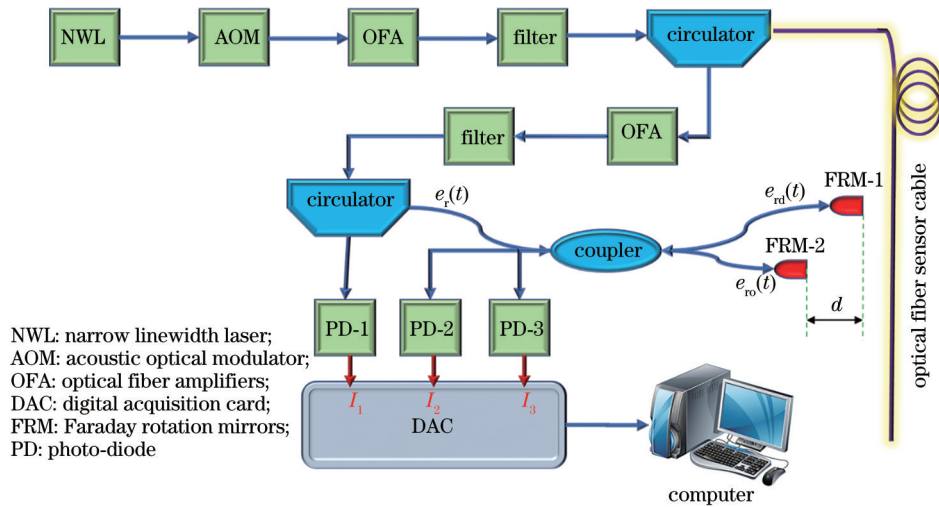 NWL
AOM
OFA
filter
circulator
filter
OFA
circulator
e_r(t)
coupler
e_rd(t)
FRM-1
FRM-2
e_ro(t)
d
optical fiber sensor cable
PD-1
PD-2
PD-3
I_1
I_2
I_3
DAC
computer
NWL: narrow linewidth laser;
AOM: acoustic optical modulator;
OFA: optical fiber amplifiers;
DAC: digital acquisition card;
FRM: Faraday rotation mirrors;
PD: photo-diode